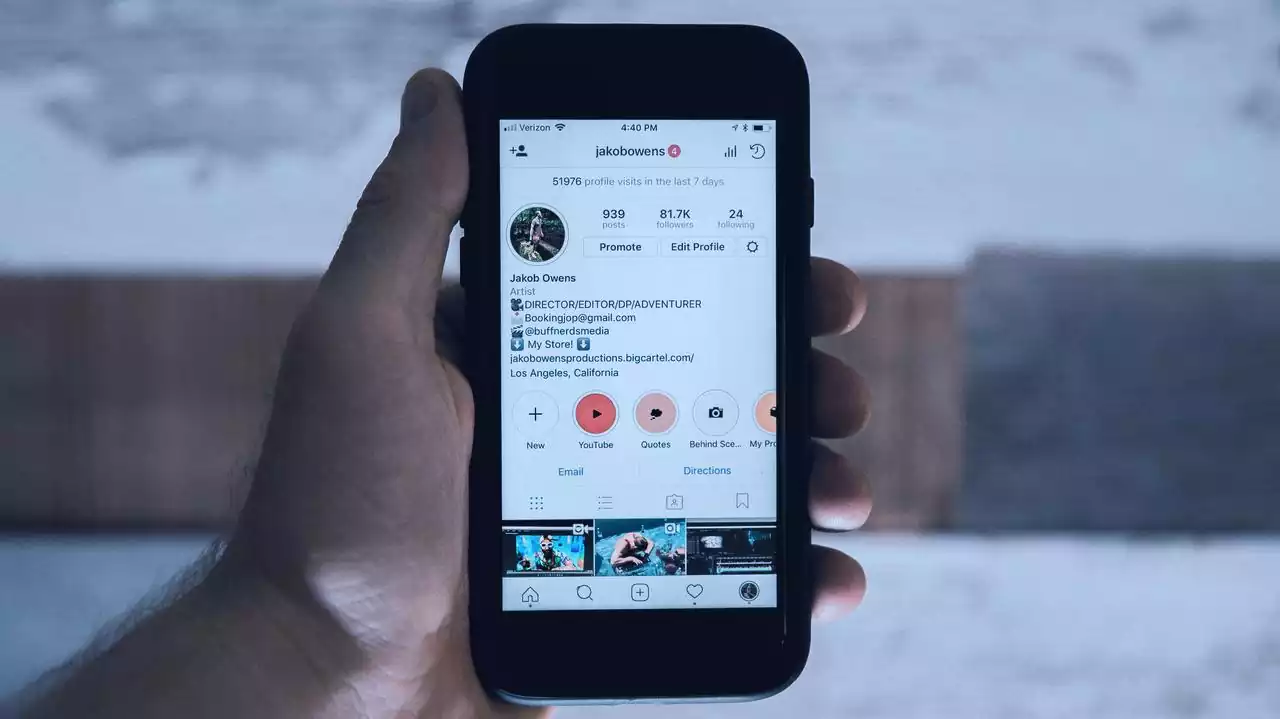 Verizon 4:40 PM
jakobowens 4
51976 profile visits in the last 7 days
939 81.7K 24
posts followers following
Promote Edit Profile
Jakob Owens
Artist
DIRECTOR/EDITOR/DP/ADVENTURER
Bookingjop@gmail.com
@buffnerdsmedia
My Store!
jakobowensproductions.bigcartel.com/
Los Angeles, California
New YouTube Quotes Behind Sce... My Pro
Email Directions